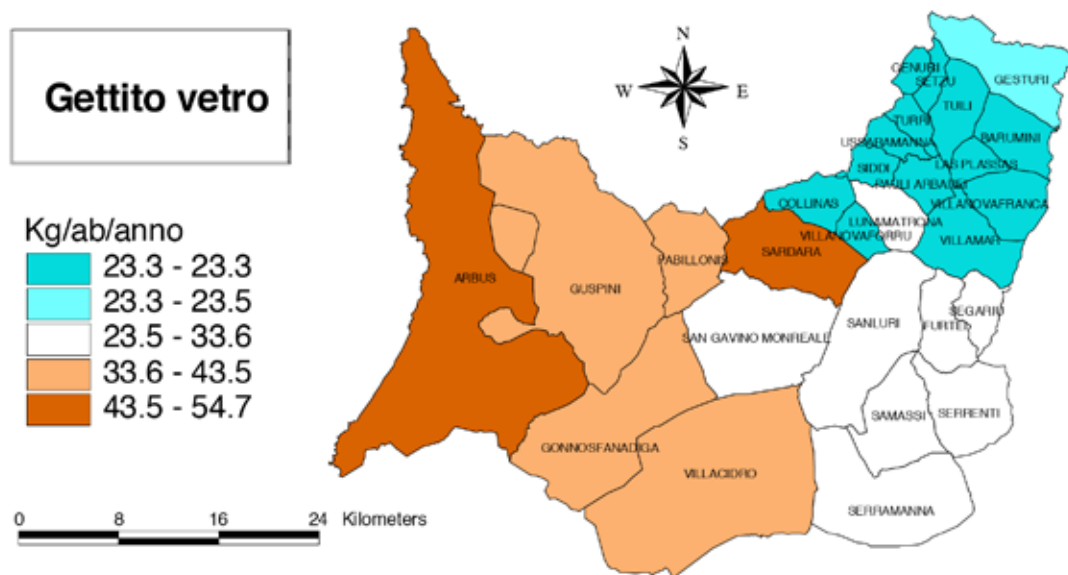 Gettito vetro
Kg/ab/anno
23.3 - 23.3
23.3 - 23.5
23.5 - 33.6
33.6 - 43.5
43.5 - 54.7
0 8 16 24 Kilometers
N
W E
S
GENURI
SETZU
GESTURI
TUILI
TURRI
BARUMINI
USSARAMANNA
SIDDI
LAS PLASSAS
PAULI ARBAREI
COLLINAS
VILLANOVAFRANCA
LUNAMATRONA
VILLANOVAFORRU
VILLAMAR
SARDARA
PABILLONIS
ARBUS
GUSPINI
SEGARIU
SANLURI
FURTEI
SAN GAVINO MONREALE
SAMASSI
SERRENTI
GONNOSFANADIGA
VILLACIDRO
SERRAMANNA